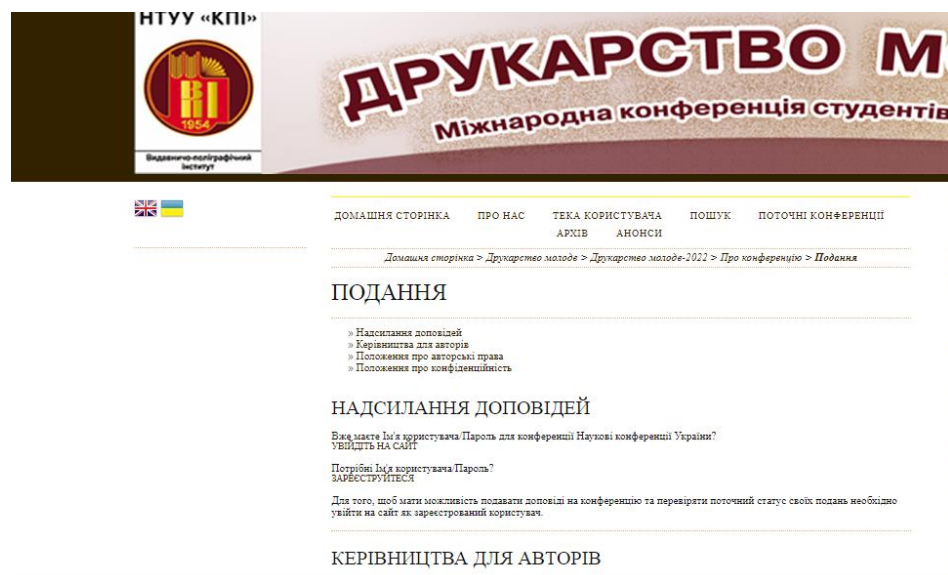 НТУУ «КПІ»
ВПІ
1954
Видавничо-поліграфічний
інститут
ДРУКАРСТВО М
Міжнародна конференція студентів
ДОМАШНЯ СТОРІНКА ПРО НАС ТЕКА КОРИСТУВАЧА ПОШУК ПОТОЧНІ КОНФЕРЕНЦІЇ
АРХІВ АНОНСИ
Домашня сторінка > Друкарство молоде > Друкарство молоде-2022 > Про конференцію > Подання
ПОДАННЯ
» Надсилання доповідей
» Керівництва для авторів
» Положення про авторські права
» Положення про конфіденційність
НАДСИЛАННЯ ДОПОВІДЕЙ
Вже маєте Ім'я користувача/Пароль для конференції Наукові конференції України?
УВІЙДІТЬ НА САЙТ
Потрібні Ім'я користувача/Пароль?
ЗАРЕЄСТРУЙТЕСЯ
Для того, щоб мати можливість подавати доповіді на конференцію та перевіряти поточний статус своїх подань необхідно
увійти на сайт як зареєстрований користувач.
КЕРІВНИЦТВА ДЛЯ АВТОРІВ